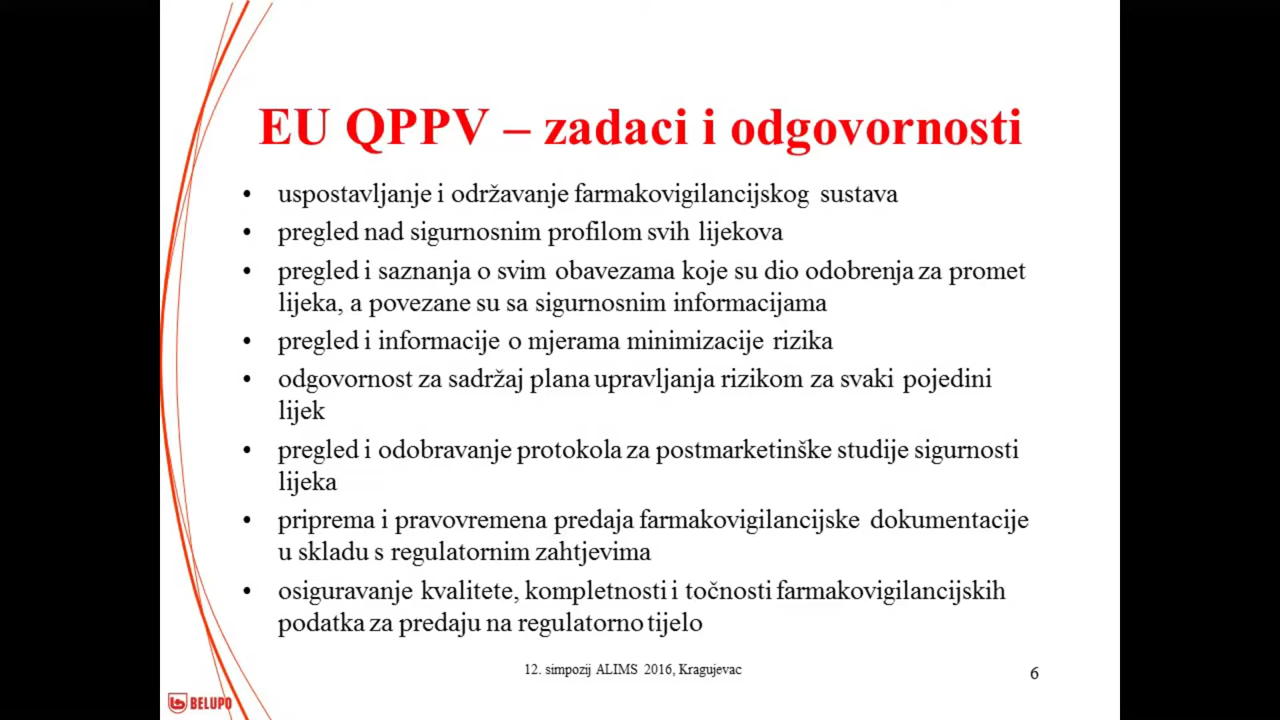 EU QPPV – zadaci i odgovornosti
• uspostavljanje i održavanje farmakovigilancijskog sustava
• pregled nad sigurnosnim profilom svih lijekova
• pregled i saznanja o svim obavezama koje su dio odobrenja za promet
lijeka, a povezane su sa sigurnosnim informacijama
• pregled i informacije o mjerama minimizacije rizika
• odgovornost za sadržaj plana upravljanja rizikom za svaki pojedini
lijek
• pregled i odobravanje protokola za postmarketinške studije sigurnosti
lijeka
• priprema i pravovremena predaja farmakovigilancijske dokumentacije
u skladu s regulatornim zahtjevima
• osiguravanje kvalitete, kompletnosti i točnosti farmakovigilancijskih
podatka za predaju na regulatorno tijelo
12. simpozij ALIMS 2016, Kragujevac
6
BELUPO